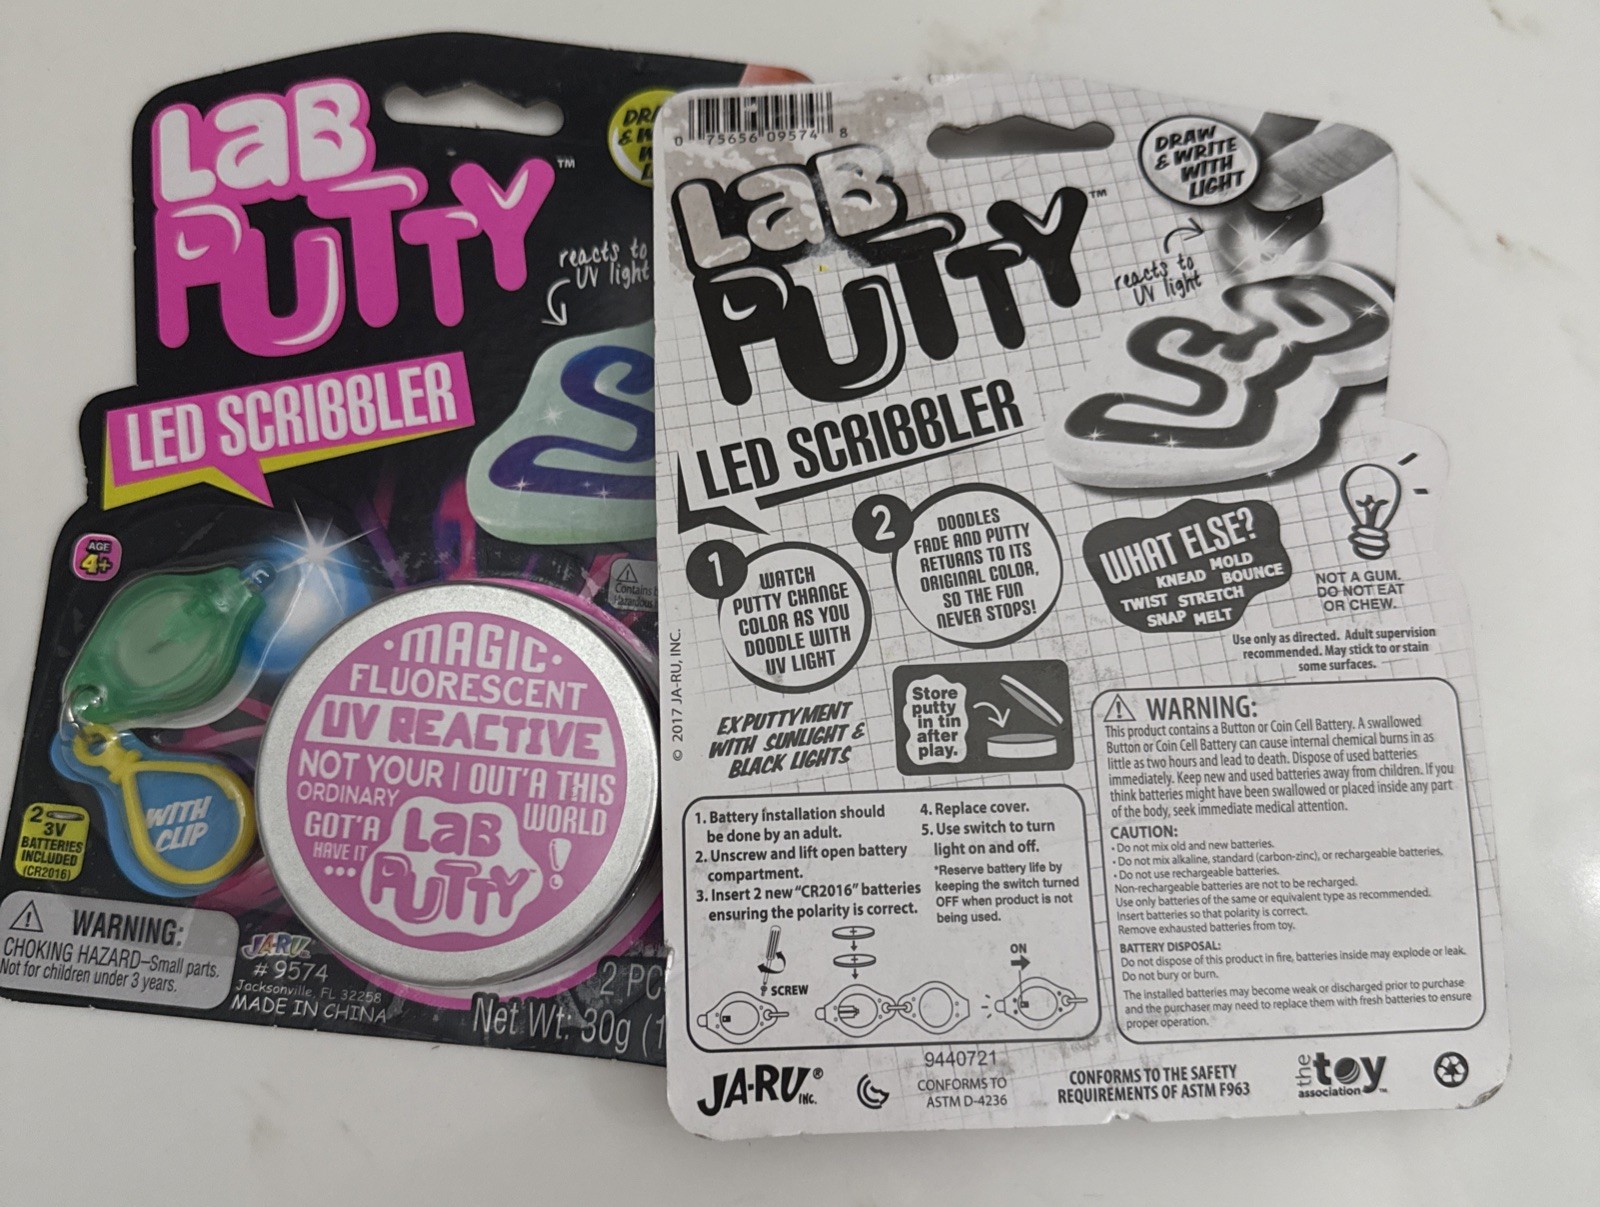 LaB
PUTTY™
LED SCRIBBLER
reacts to
UV light
AGE
4+
MAGIC
FLUORESCENT
UV REACTIVE
NOT YOUR | OUT'A THIS
ORDINARY
WORLD
GOT'A
HAVE IT
...
LaB
PUTTY™
!
WITH
CLIP
2
3V
BATTERIES
INCLUDED
(CR2016)
WARNING:
CHOKING HAZARD—Small parts.
Not for children under 3 years.
JA-RU
# 9574
Jacksonville, FL 32258
MADE IN CHINA
2 PC
Net Wt: 30g (1
0 75656 09574 8
LaB
PUTTY™
LED SCRIBBLER
DRAW
& WRITE
WITH
LIGHT
reacts to
UV light
1
WATCH
PUTTY CHANGE
COLOR AS YOU
DOODLE WITH
UV LIGHT
2
DOODLES
FADE AND PUTTY
RETURNS TO ITS
ORIGINAL COLOR,
SO THE FUN
NEVER STOPS!
WHAT ELSE?
KNEAD MOLD
BOUNCE
TWIST STRETCH
SNAP MELT
NOT A GUM.
DO NOT EAT
OR CHEW.
Use only as directed. Adult supervision
recommended. May stick to or stain
some surfaces.
© 2017 JA-RU, INC.
EXPUTTYMENT
WITH SUNLIGHT &
BLACK LIGHTS
Store
putty
in tin
after
play.
1. Battery installation should
be done by an adult.
2. Unscrew and lift open battery
compartment.
3. Insert 2 new "CR2016" batteries
ensuring the polarity is correct.
4. Replace cover.
5. Use switch to turn
light on and off.
*Reserve battery life by
keeping the switch turned
OFF when product is not
being used.
SCREW
ON
WARNING:
This product contains a Button or Coin Cell Battery. A swallowed
Button or Coin Cell Battery can cause internal chemical burns in as
little as two hours and lead to death. Dispose of used batteries
immediately. Keep new and used batteries away from children. If you
think batteries might have been swallowed or placed inside any part
of the body, seek immediate medical attention.
CAUTION:
• Do not mix old and new batteries.
• Do not mix alkaline, standard (carbon-zinc), or rechargeable batteries.
• Do not use rechargeable batteries.
Non-rechargeable batteries are not to be recharged.
Use only batteries of the same or equivalent type as recommended.
Insert batteries so that polarity is correct.
Remove exhausted batteries from toy.
BATTERY DISPOSAL:
Do not dispose of this product in fire, batteries inside may explode or leak.
Do not bury or burn.
The installed batteries may become weak or discharged prior to purchase
and the purchaser may need to replace them with fresh batteries to ensure
proper operation.
JA-RU® INC.
9440721
CONFORMS TO
ASTM D-4236
CONFORMS TO THE SAFETY
REQUIREMENTS OF ASTM F963
the toy
association™